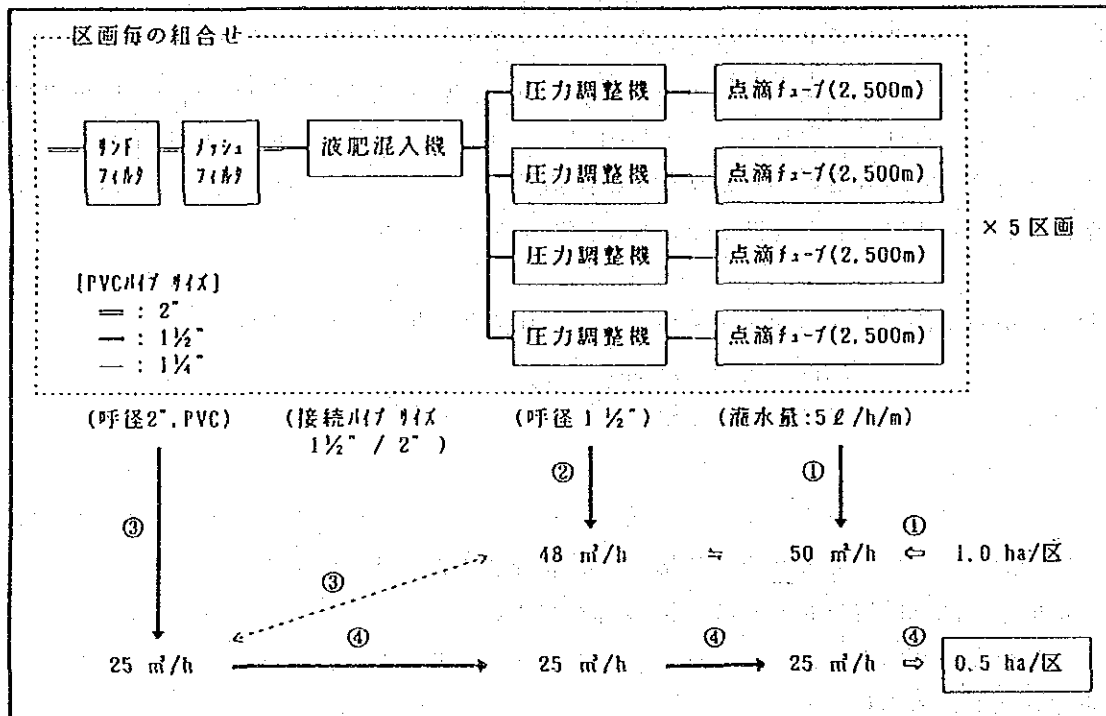 区画毎の組合せ
圧力調整機 点滴チューブ(2,500m)
サンドフィルタ メッシュフィルタ 液肥混入機
圧力調整機 点滴チューブ(2,500m)
圧力調整機 点滴チューブ(2,500m)
× 5 区画
[PVCパイプ サイズ]
═ : 2"
━ : 1½"
─ : 1¼"
圧力調整機 点滴チューブ(2,500m)
(呼径2", PVC) (接続パイプ サイズ (呼径 1 ½") (灌水量:5ℓ/h/m)
1½" / 2" )
② ①
③ ①
48 ㎥/h ≒ 50 ㎥/h ⇦ 1.0 ha/区
③
④ ④ ④
25 ㎥/h 25 ㎥/h 25 ㎥/h ⇨ 0.5 ha/区